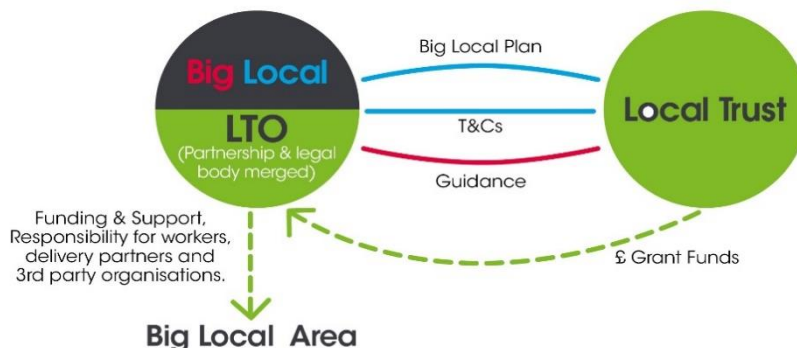 Big Local
LTO
(Partnership & legal
body merged)
Big Local Plan
T&Cs
Guidance
Local Trust
£ Grant Funds
Funding & Support,
Responsibility for workers,
delivery partners and
3rd party organisations.
Big Local Area